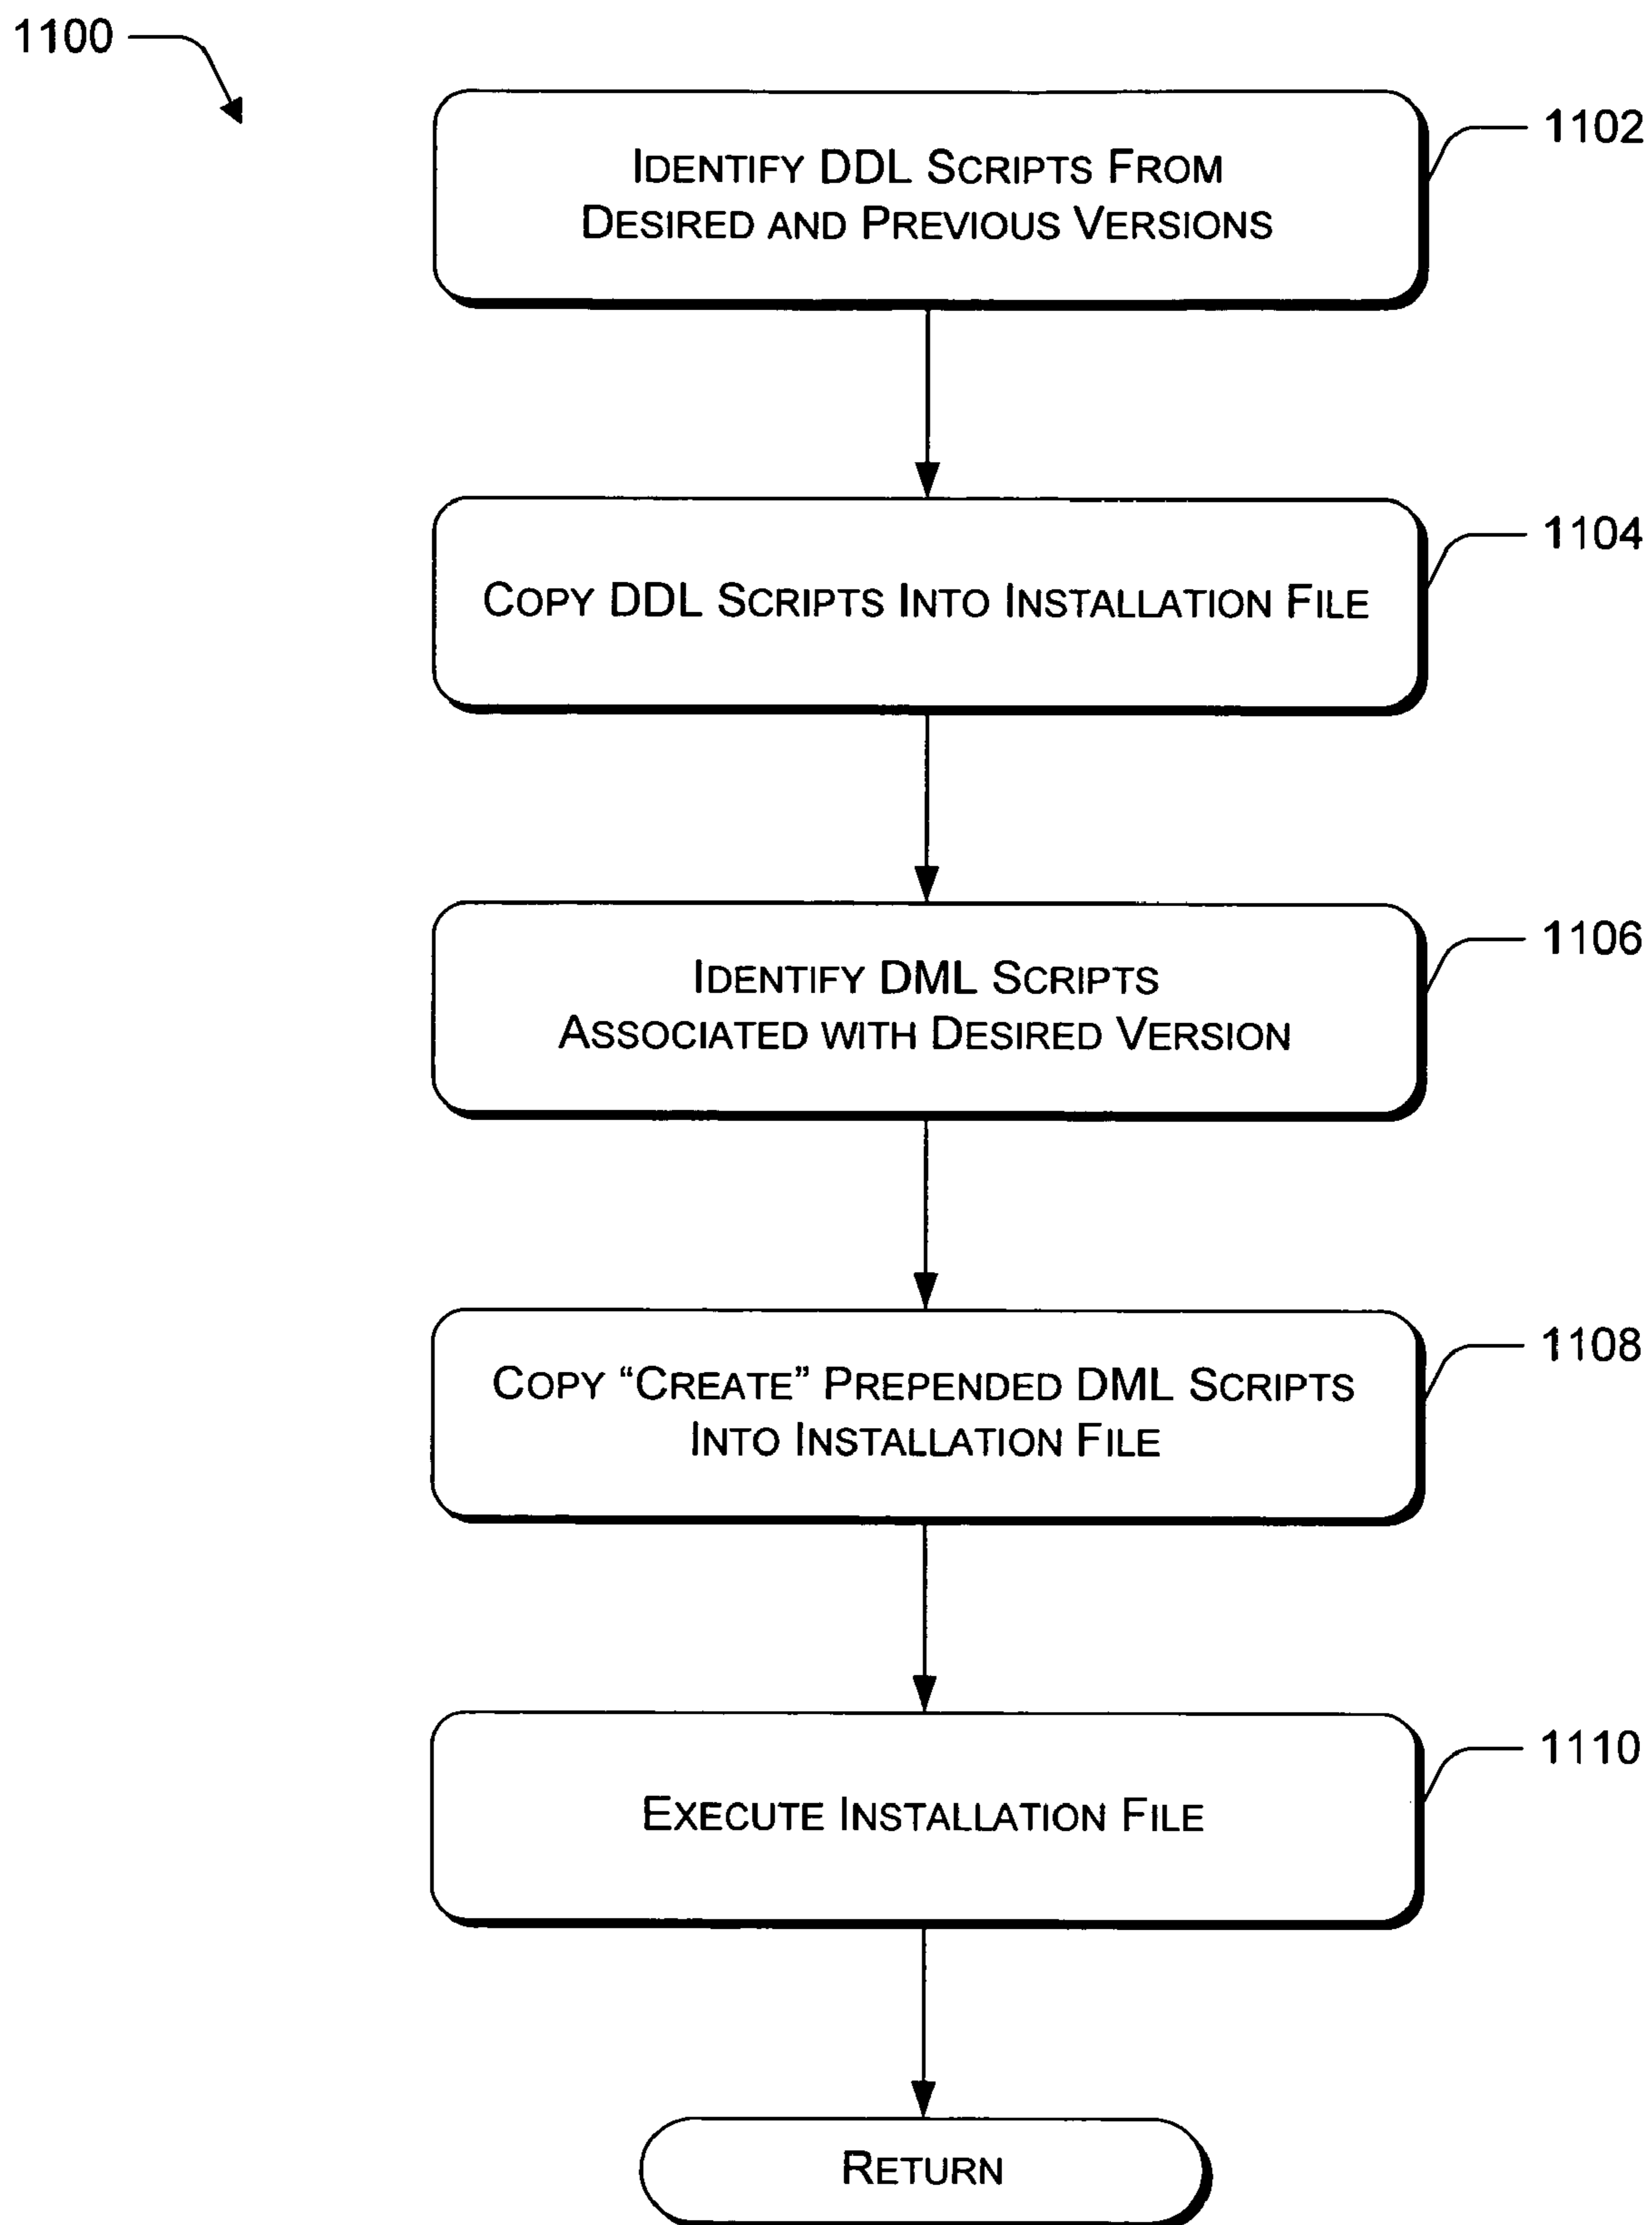 1100
1102
IDENTIFY DDL SCRIPTS FROM
DESIRED AND PREVIOUS VERSIONS
1104
COPY DDL SCRIPTS INTO INSTALLATION FILE
1106
IDENTIFY DML SCRIPTS
ASSOCIATED WITH DESIRED VERSION
1108
COPY “CREATE” PREPENDED DML SCRIPTS
INTO INSTALLATION FILE
1110
EXECUTE INSTALLATION FILE
RETURN